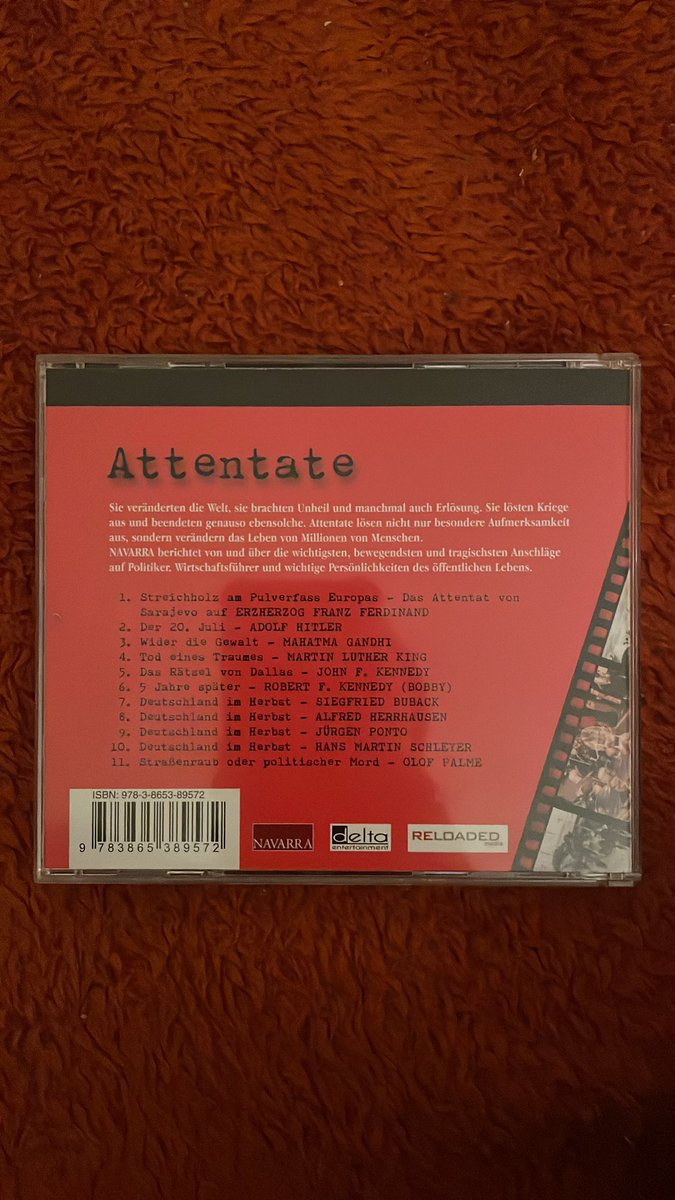 Attentate
Sie veränderten die Welt, sie brachten Unheil und manchmal auch Erlösung. Sie lösten Kriege
aus und beendeten genauso ebensolche. Attentate lösen nicht nur besondere Aufmerksamkeit
aus, sondern verändern das Leben von Millionen von Menschen.
NAVARRA berichtet von und über die wichtigsten, bewegendsten und tragischsten Anschläge
auf Politiker, Wirtschaftsführer und wichtige Persönlichkeiten des öffentlichen Lebens.
1. Streichholz am Pulverfass Europas - Das Attentat von
Sarajevo auf ERZHERZOG FRANZ FERDINAND
2. Der 20. Juli - ADOLF HITLER
3. Wider die Gewalt - MAHATMA GANDHI
4. Tod eines Traumes - MARTIN LUTHER KING
5. Das Rätsel von Dallas - JOHN F. KENNEDY
6. 5 Jahre später - ROBERT F. KENNEDY (BOBBY)
7. Deutschland im Herbst - SIEGFRIED BUBACK
8. Deutschland im Herbst - ALFRED HERRHAUSEN
9. Deutschland im Herbst - JÜRGEN PONTO
10. Deutschland im Herbst - HANS MARTIN SCHLEYER
11. Straßenraub oder politischer Mord - OLOF PALME
ISBN: 978-3-8653-89572
9 783865 389572
NAVARRA
delta
entertainment
RELOADED
media